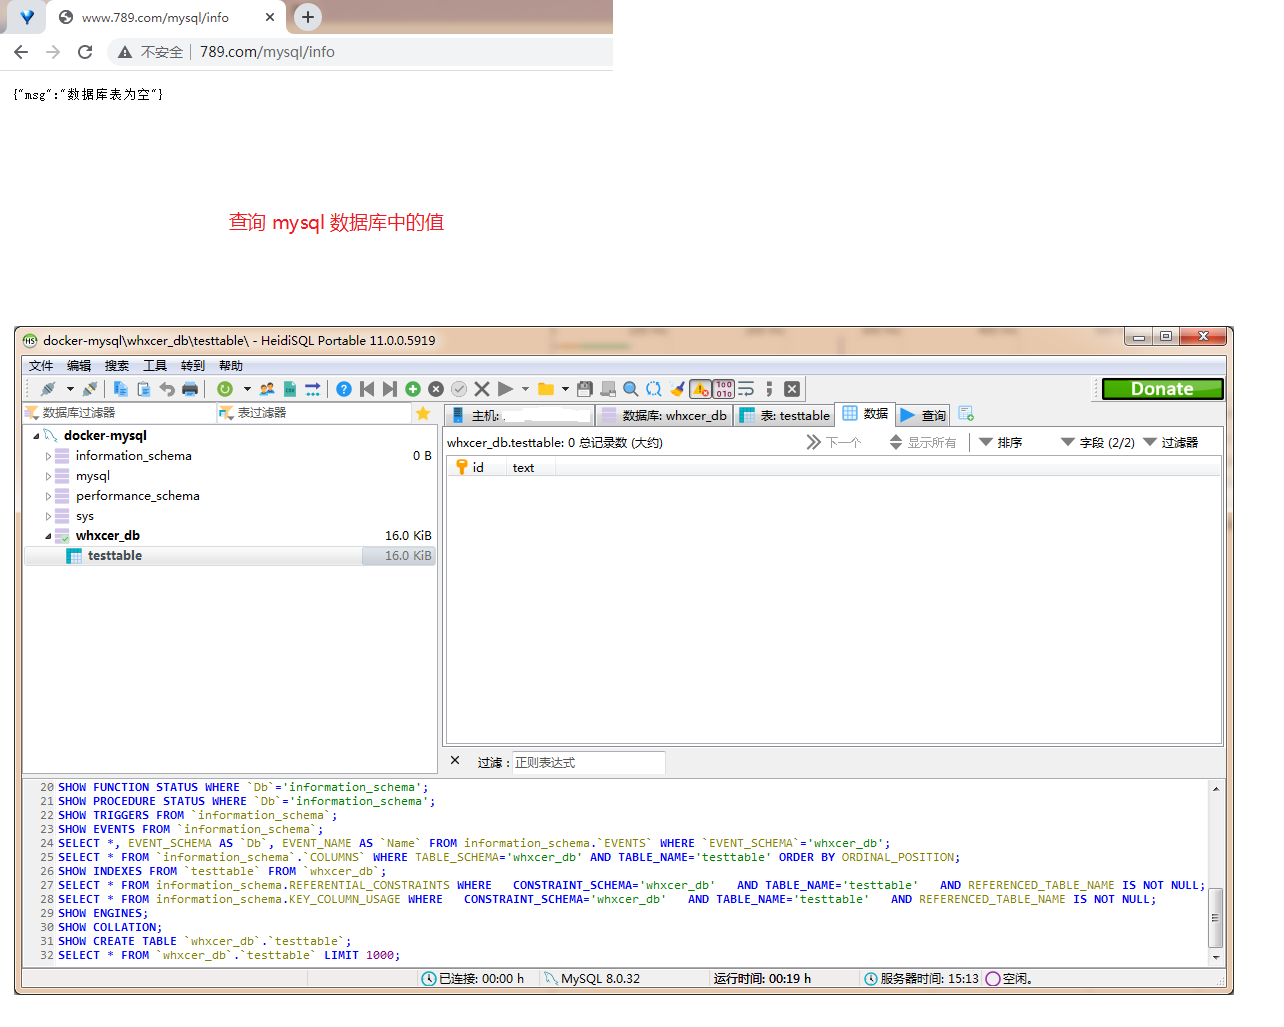 www.789.com/mysql/info
不安全 789.com/mysql/info
{"msg":"数据库表为空"}
查询 mysql 数据库中的值
docker-mysql\whxcer_db\testtable\ - HeidiSQL Portable 11.0.0.5919
文件 编辑 搜索 工具 转到 帮助
Donate
数据库过滤器 表过滤器
主机: 数据库: whxcer_db 表: testtable 数据 查询
docker-mysql
information_schema 0 B
mysql
performance_schema
sys
whxcer_db 16.0 KiB
testtable 16.0 KiB
whxcer_db.testtable: 0 总记录数 (大约) 下一个 显示所有 排序 字段 (2/2) 过滤器
id text
过滤： 正则表达式
20 SHOW FUNCTION STATUS WHERE `Db`='information_schema';
21 SHOW PROCEDURE STATUS WHERE `Db`='information_schema';
22 SHOW TRIGGERS FROM `information_schema`;
23 SHOW EVENTS FROM `information_schema`;
24 SELECT *, EVENT_SCHEMA AS `Db`, EVENT_NAME AS `Name` FROM information_schema.`EVENTS` WHERE `EVENT_SCHEMA`='whxcer_db';
25 SELECT * FROM `information_schema`.`COLUMNS` WHERE TABLE_SCHEMA='whxcer_db' AND TABLE_NAME='testtable' ORDER BY ORDINAL_POSITION;
26 SHOW INDEXES FROM `testtable` FROM `whxcer_db`;
27 SELECT * FROM information_schema.REFERENTIAL_CONSTRAINTS WHERE   CONSTRAINT_SCHEMA='whxcer_db'   AND TABLE_NAME='testtable'   AND REFERENCED_TABLE_NAME IS NOT NULL;
28 SELECT * FROM information_schema.KEY_COLUMN_USAGE WHERE   CONSTRAINT_SCHEMA='whxcer_db'   AND TABLE_NAME='testtable'   AND REFERENCED_TABLE_NAME IS NOT NULL;
29 SHOW ENGINES;
30 SHOW COLLATION;
31 SHOW CREATE TABLE `whxcer_db`.`testtable`;
32 SELECT * FROM `whxcer_db`.`testtable` LIMIT 1000;
已连接: 00:00 h MySQL 8.0.32 运行时间: 00:19 h 服务器时间: 15:13 空闲。